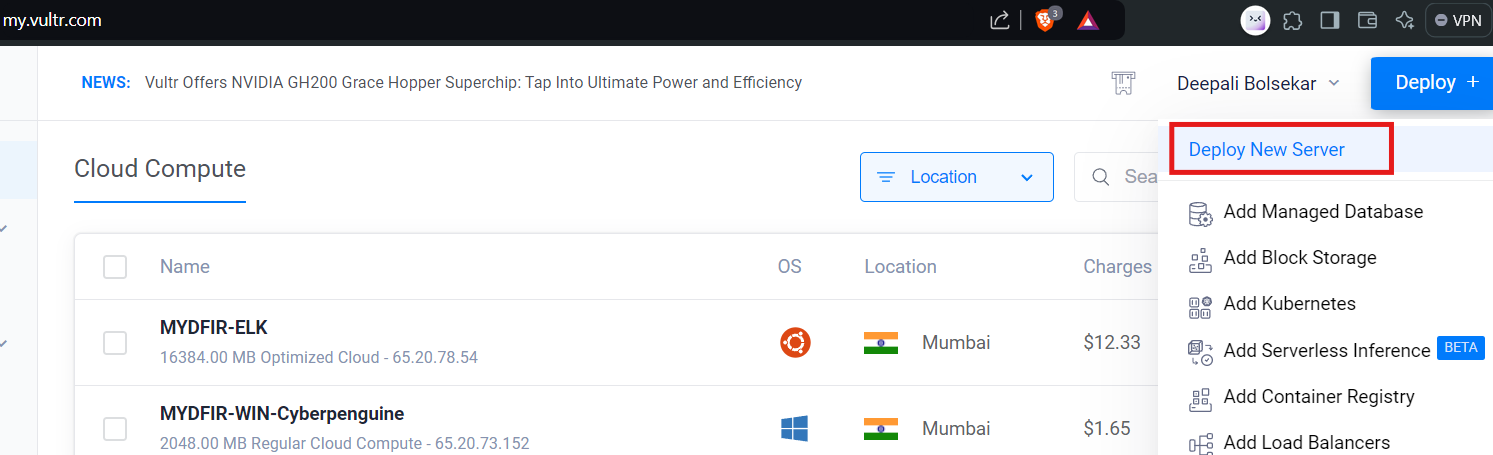 my.vultr.com
3
VPN
NEWS: Vultr Offers NVIDIA GH200 Grace Hopper Superchip: Tap Into Ultimate Power and Efficiency
Deepali Bolsekar
Deploy +
Deploy New Server
Cloud Compute
Location
Sea
Add Managed Database
Add Block Storage
Add Kubernetes
Add Serverless Inference BETA
Add Container Registry
Add Load Balancers
Name OS Location Charges
MYDFIR-ELK
16384.00 MB Optimized Cloud - 65.20.78.54
Mumbai
$12.33
MYDFIR-WIN-Cyberpenguine
2048.00 MB Regular Cloud Compute - 65.20.73.152
Mumbai
$1.65